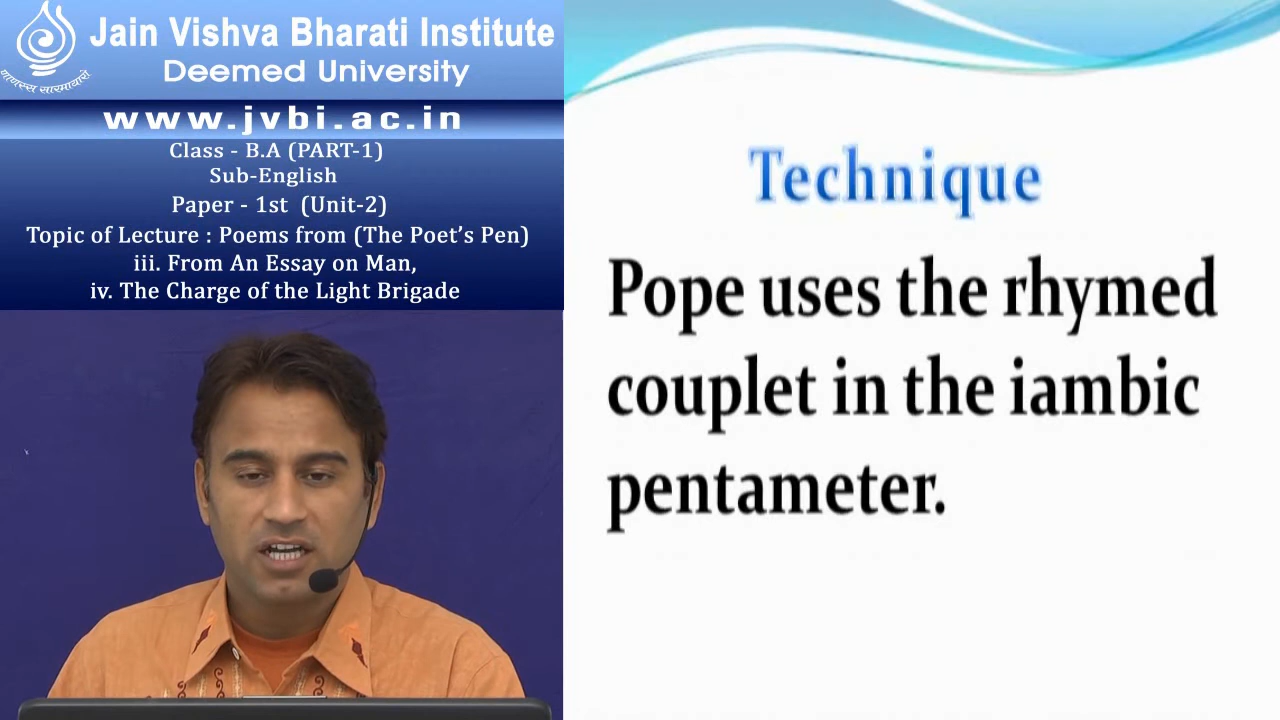 Jain Vishva Bharati Institute
Deemed University
www.jvbi.ac.in
Class - B.A (PART-1)
Sub-English
Paper - 1st (Unit-2)
Topic of Lecture : Poems from (The Poet’s Pen)
iii. From An Essay on Man,
iv. The Charge of the Light Brigade
Technique
Pope uses the rhymed
couplet in the iambic
pentameter.